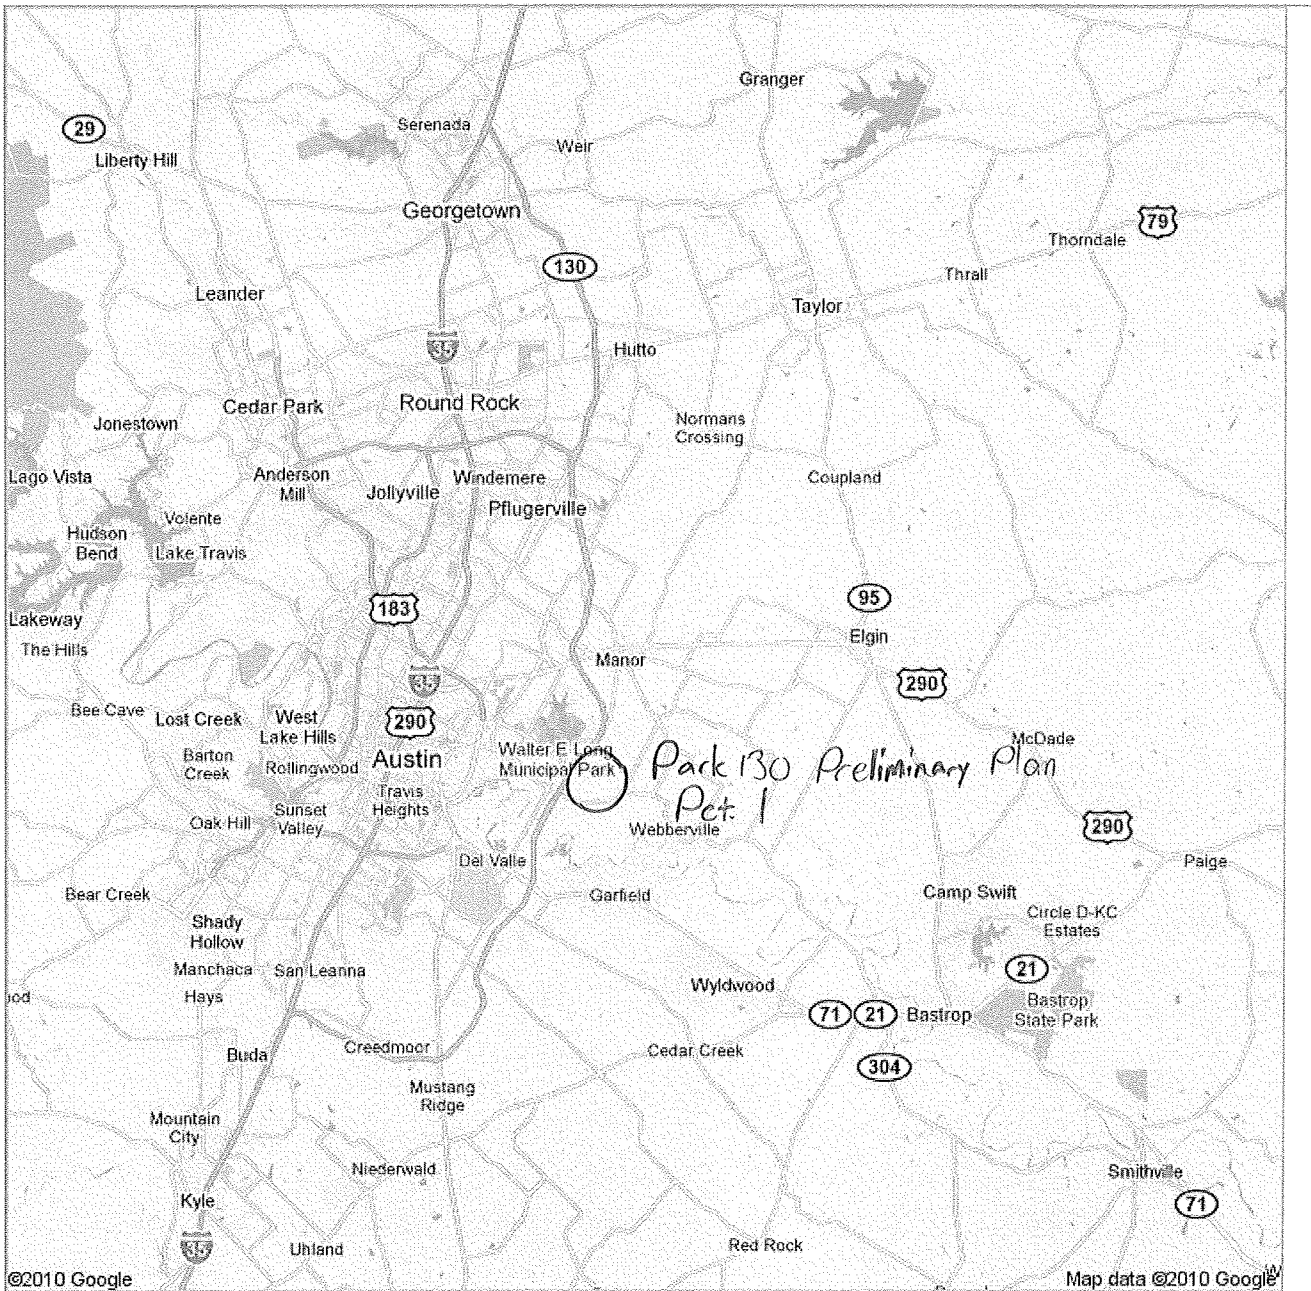 Granger
Serenada
29
Weir
Liberty Hill
Georgetown
79
Thorndale
130
Thrall
Leander
Taylor
35
Hutto
Cedar Park
Round Rock
Jonestown
Normans
Crossing
Lago Vista
Anderson
Mill
Jollyville
Windemere
Coupland
Pflugerville
Volente
Hudson
Bend
Lake Travis
183
95
Lakeway
Elgin
The Hills
Manor
35
290
Bee Cave
Lost Creek
West
Lake Hills
290
McDade
Barton
Creek
Rollingwood
Austin
Walter E Long
Municipal Park
Park 130 Preliminary Plan
Pct. 1
Travis
Heights
Oak Hill
Sunset
Valley
Webberville
290
Del Valle
Paige
Bear Creek
Garfield
Camp Swift
Shady
Hollow
Circle D-KC
Estates
Manchaca
San Leanna
21
Hays
Wyldwood
ood
71
21
Bastrop
Bastrop
State Park
Buda
Creedmoor
Cedar Creek
304
Mustang
Ridge
Mountain
City
Niederwald
Smithville
Kyle
71
35
Uhland
Red Rock
©2010 Google
Map data ©2010 Google